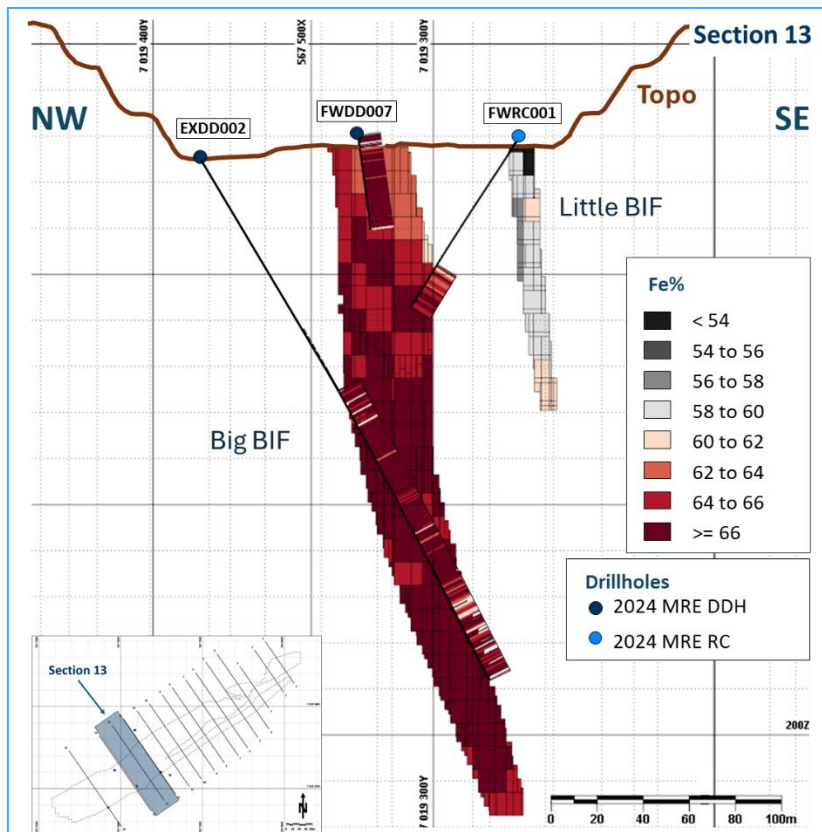 Section 13
7 019 400Y
567 500X
7 019 300Y
NW
EXDD002
FWDD007
FWRC001
Topo
SE
Little BIF
Big BIF
Fe%
< 54
54 to 56
56 to 58
58 to 60
60 to 62
62 to 64
64 to 66
>= 66
Drillholes
2024 MRE DDH
2024 MRE RC
Section 13
N
200Z
7 019 300Y
0 20 40 60 80 100m